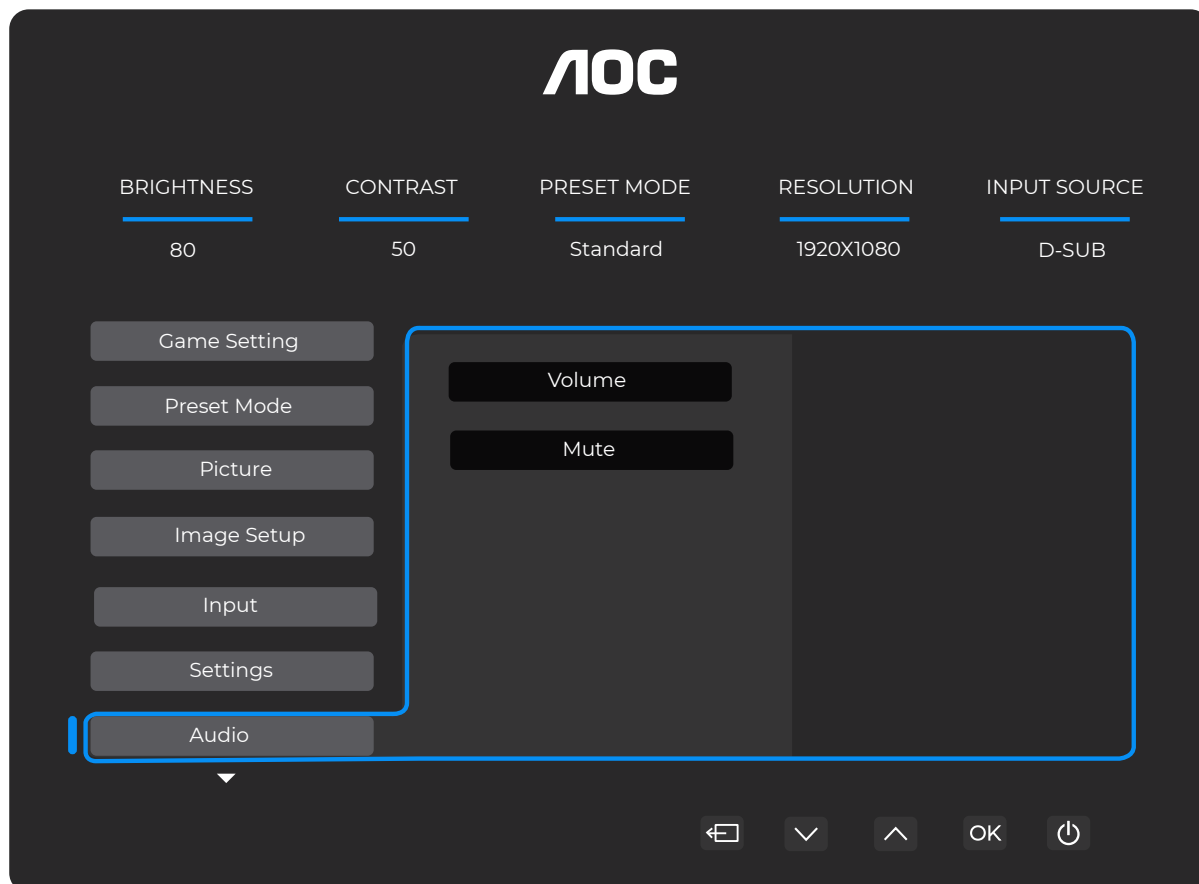 AOC
BRIGHTNESS CONTRAST PRESET MODE RESOLUTION INPUT SOURCE
80 50 Standard 1920X1080 D-SUB
Game Setting
Preset Mode
Picture
Image Setup
Input
Settings
Audio
Volume
Mute
OK